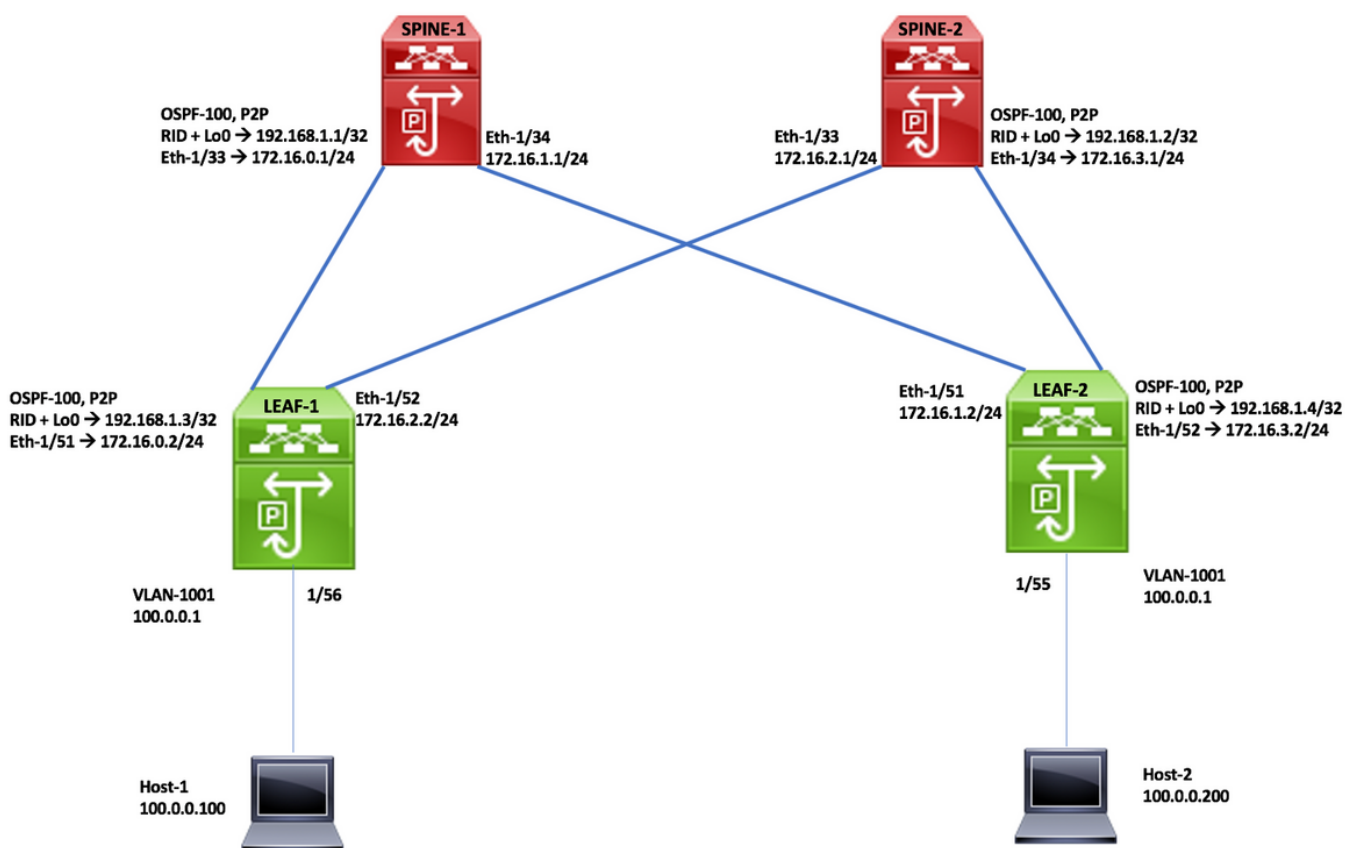 SPINE-1
SPINE-2
OSPF-100, P2P
RID + Lo0 → 192.168.1.1/32
Eth-1/33 → 172.16.0.1/24
P
Eth-1/34
172.16.1.1/24
Eth-1/33
172.16.2.1/24
P
OSPF-100, P2P
RID + Lo0 → 192.168.1.2/32
Eth-1/34 → 172.16.3.1/24
OSPF-100, P2P
RID + Lo0 → 192.168.1.3/32
Eth-1/51 → 172.16.0.2/24
LEAF-1
P
Eth-1/52
172.16.2.2/24
Eth-1/51
172.16.1.2/24
LEAF-2
P
OSPF-100, P2P
RID + Lo0 → 192.168.1.4/32
Eth-1/52 → 172.16.3.2/24
VLAN-1001
100.0.0.1
1/56
1/55
VLAN-1001
100.0.0.1
Host-1
100.0.0.100
Host-2
100.0.0.200